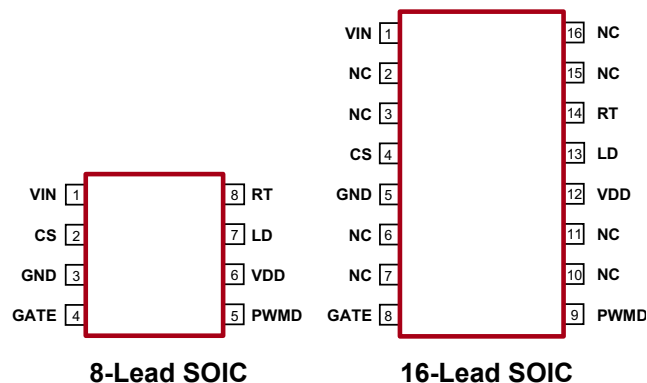 VIN 1
8 RT
CS 2
7 LD
GND 3
6 VDD
GATE 4
5 PWMD
8-Lead SOIC
VIN 1
16 NC
NC 2
15 NC
NC 3
14 RT
CS 4
13 LD
GND 5
12 VDD
NC 6
11 NC
NC 7
10 NC
GATE 8
9 PWMD
16-Lead SOIC